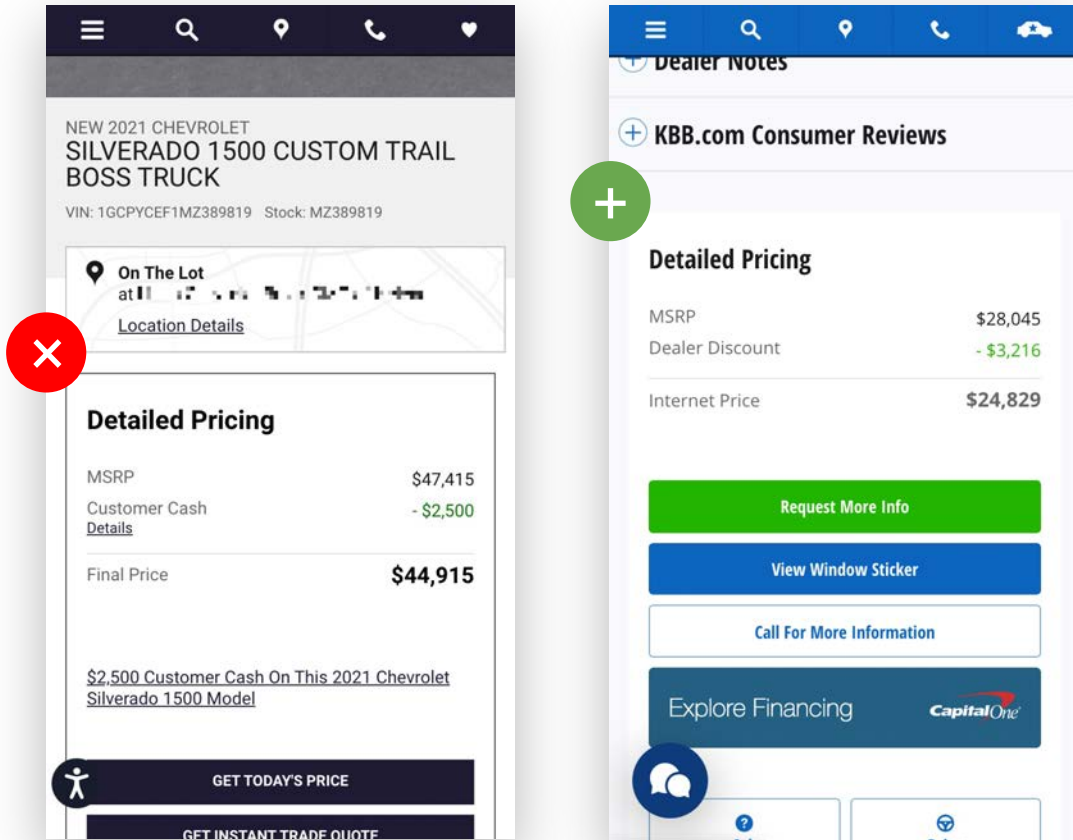 NEW 2021 CHEVROLET
SILVERADO 1500 CUSTOM TRAIL
BOSS TRUCK
VIN: 1GCPYCEF1MZ389819 Stock: MZ389819
On The Lot
at
Location Details
Detailed Pricing
MSRP $47,415
Customer Cash - $2,500
Details
Final Price $44,915
$2,500 Customer Cash On This 2021 Chevrolet
Silverado 1500 Model
GET TODAY'S PRICE
GET INSTANT TRADE QUOTE
Dealer Notes
KBB.com Consumer Reviews
Detailed Pricing
MSRP $28,045
Dealer Discount - $3,216
Internet Price $24,829
Request More Info
View Window Sticker
Call For More Information
Explore Financing CapitalOne